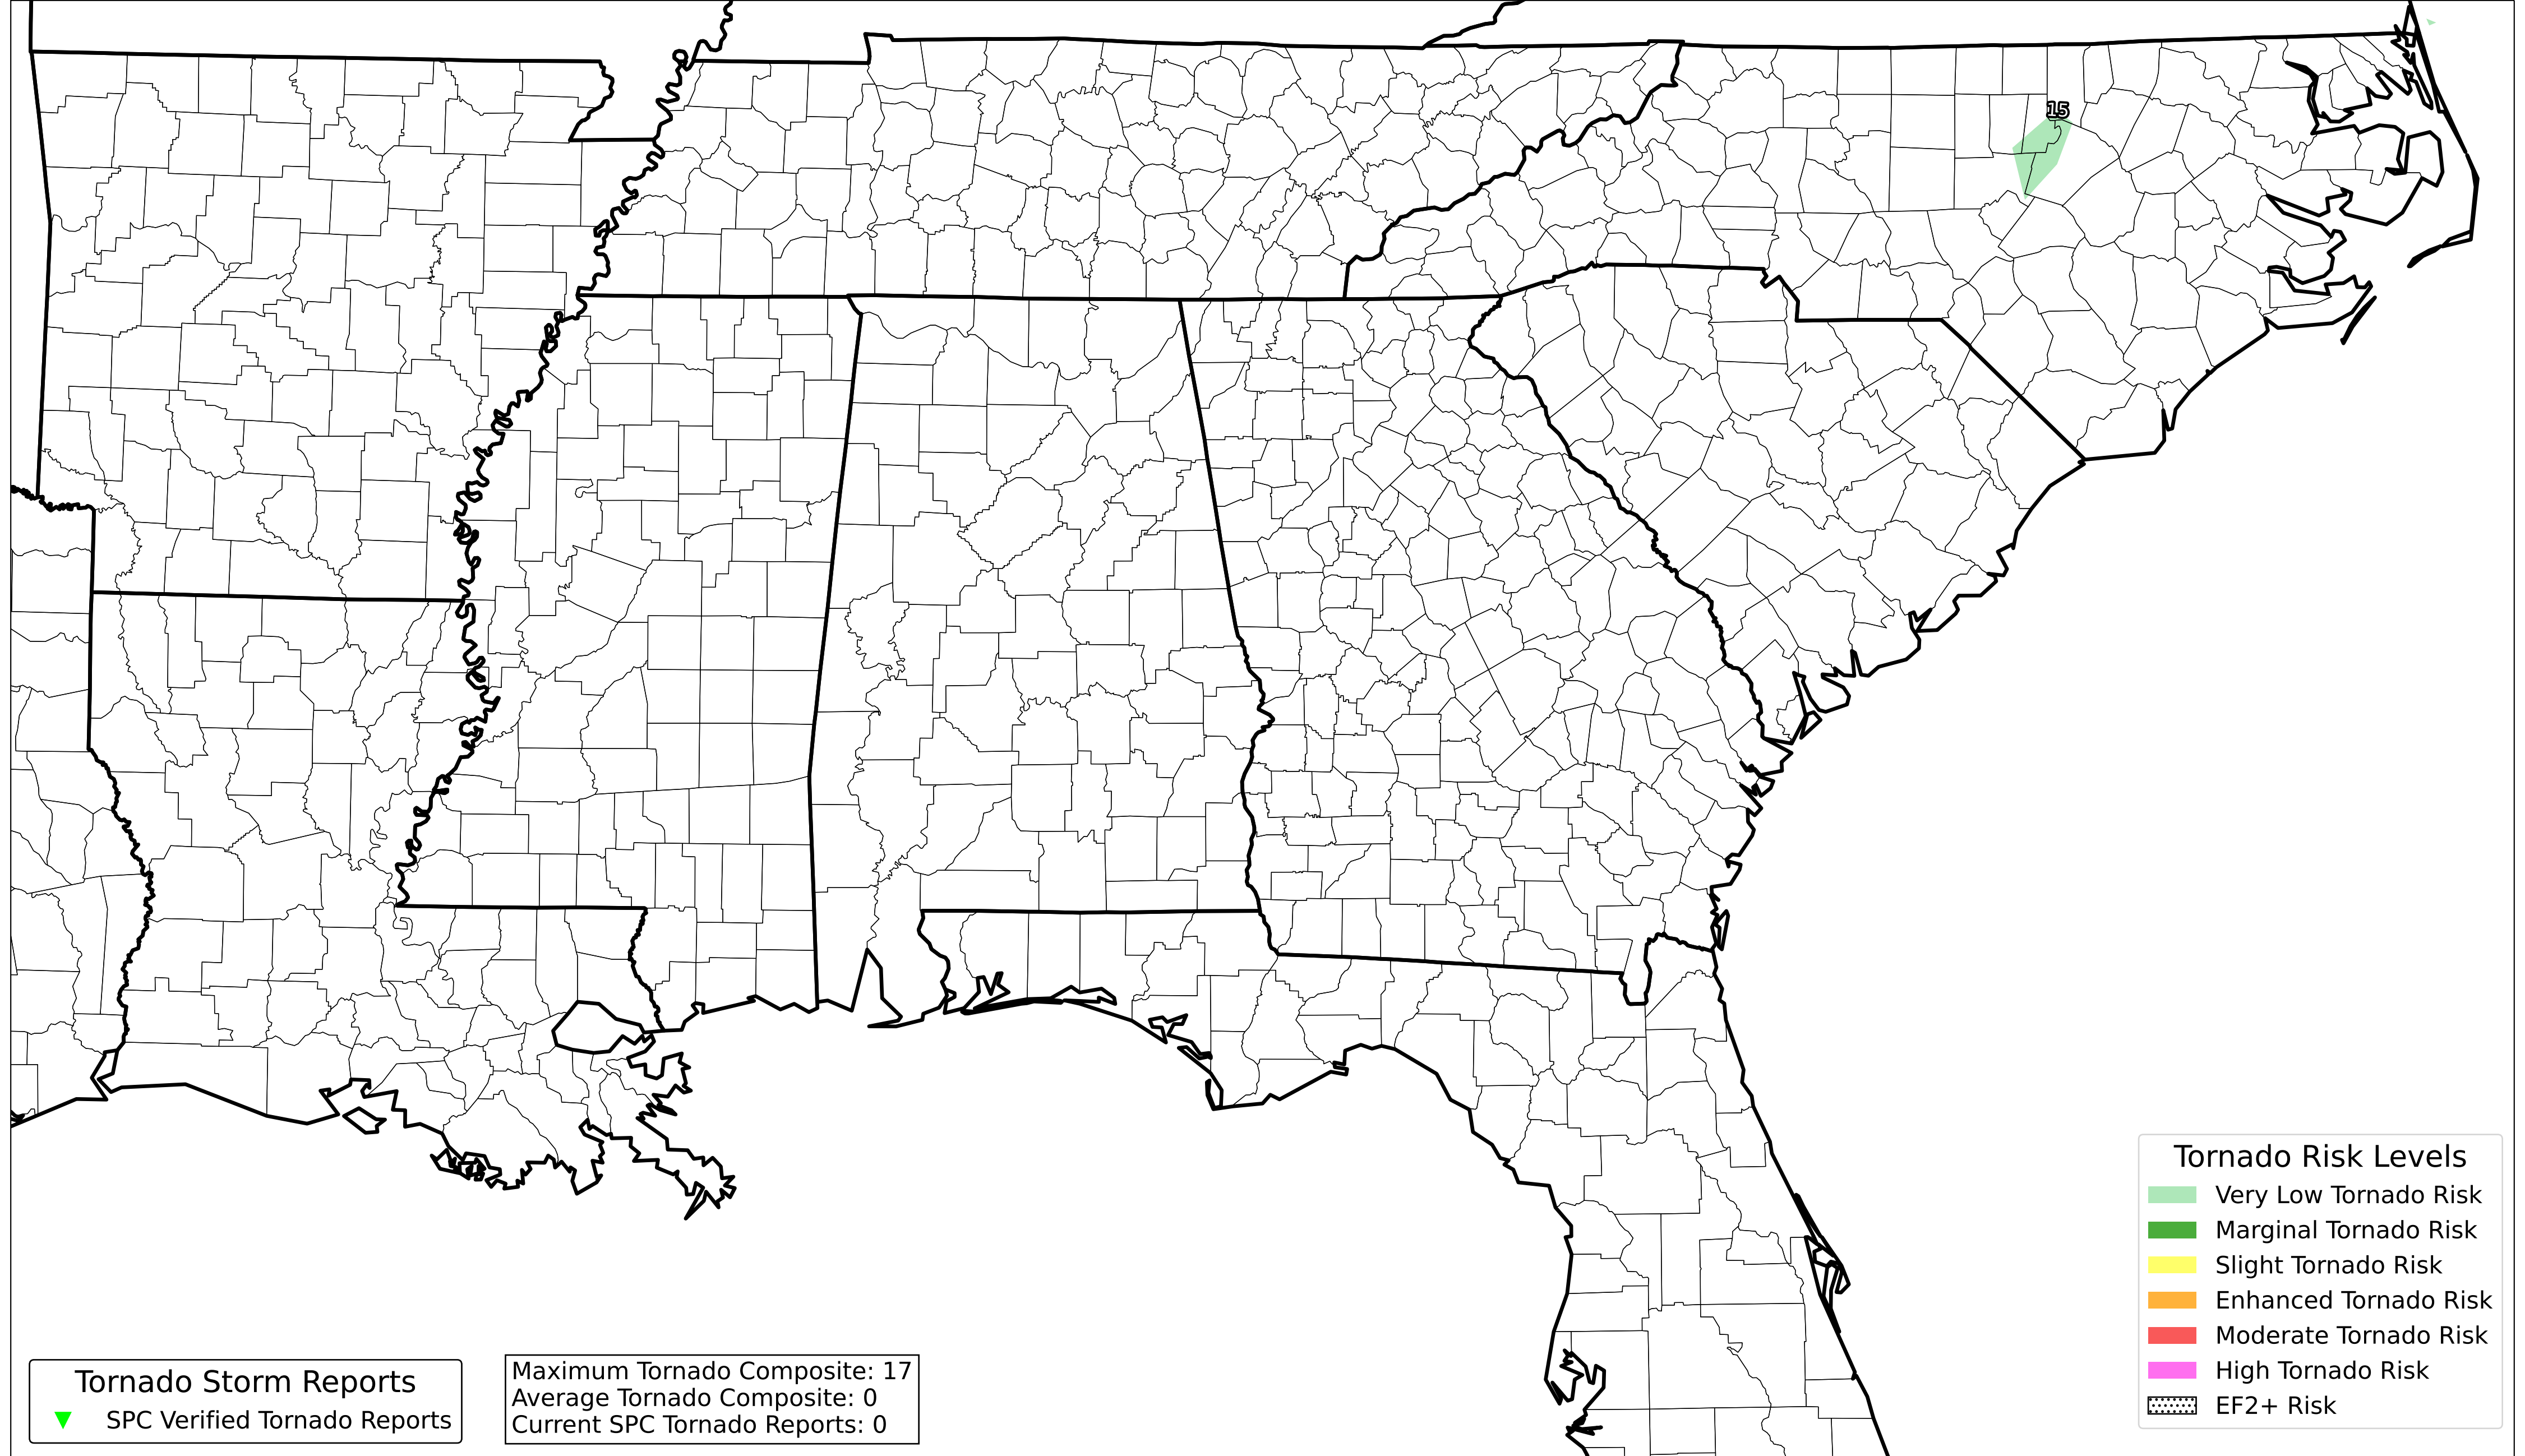 15
Tornado Risk Levels
Very Low Tornado Risk
Marginal Tornado Risk
Slight Tornado Risk
Enhanced Tornado Risk
Moderate Tornado Risk
High Tornado Risk
EF2+ Risk
Tornado Storm Reports
SPC Verified Tornado Reports
Maximum Tornado Composite: 17
Average Tornado Composite: 0
Current SPC Tornado Reports: 0